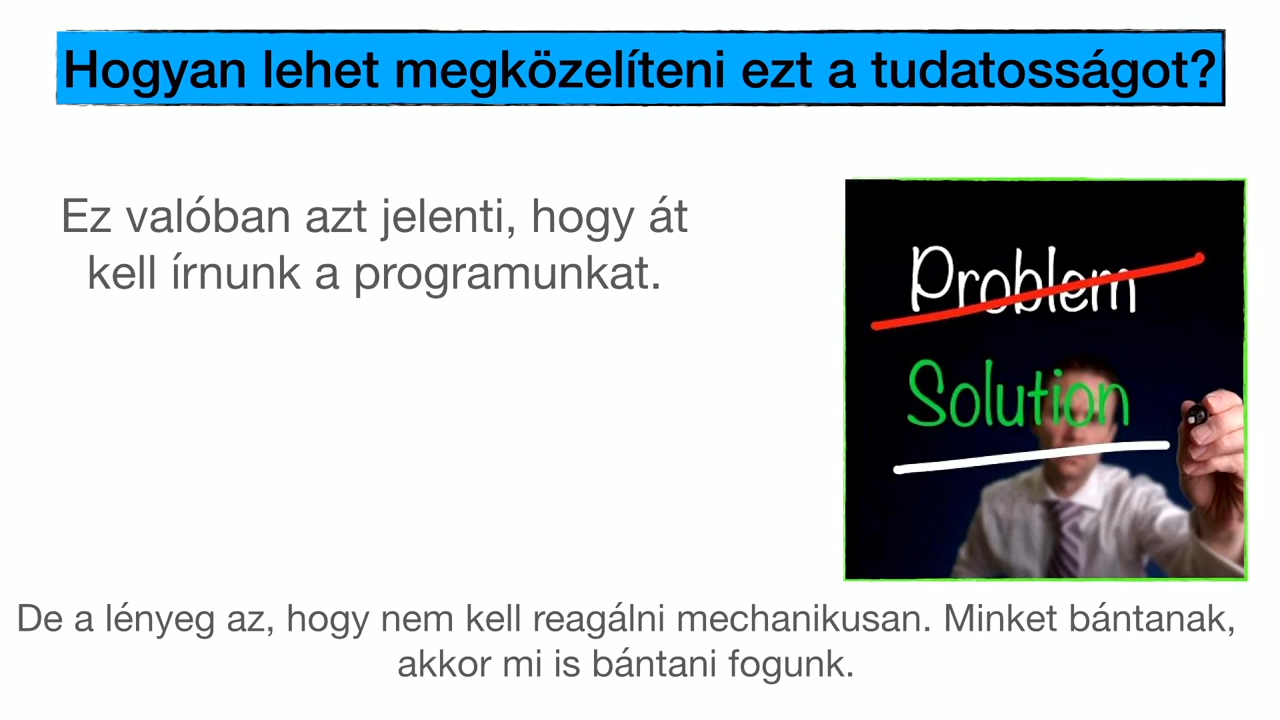 Hogyan lehet megközelíteni ezt a tudatosságot?
Ez valóban azt jelenti, hogy át
kell írnunk a programunkat.
Problem
Solution
De a lényeg az, hogy nem kell reagálni mechanikusan. Minket bántanak,
akkor mi is bántani fogunk.